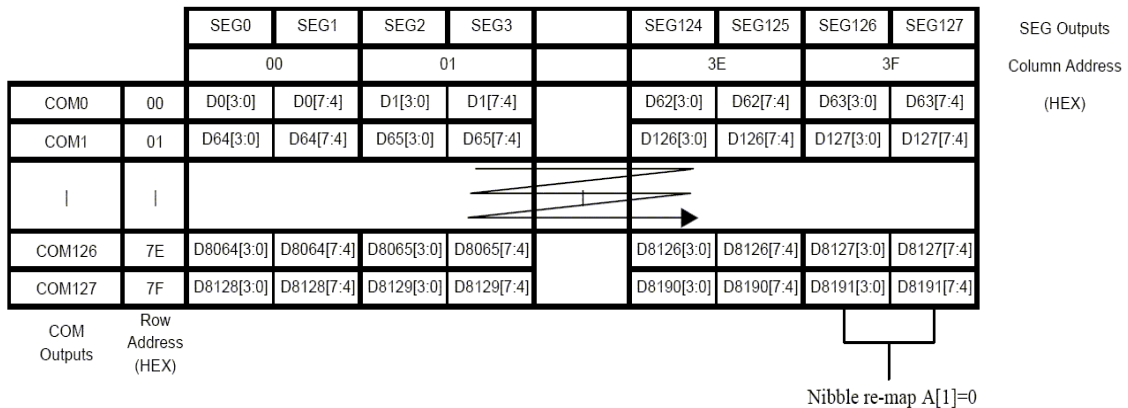 SEG0 SEG1 SEG2 SEG3 SEG124 SEG125 SEG126 SEG127 SEG Outputs
00 01 3E 3F Column Address
COM0 00 D0[3:0] D0[7:4] D1[3:0] D1[7:4] D62[3:0] D62[7:4] D63[3:0] D63[7:4] (HEX)
COM1 01 D64[3:0] D64[7:4] D65[3:0] D65[7:4] D126[3:0] D126[7:4] D127[3:0] D127[7:4]
| | |
COM126 7E D8064[3:0] D8064[7:4] D8065[3:0] D8065[7:4] D8126[3:0] D8126[7:4] D8127[3:0] D8127[7:4]
COM127 7F D8128[3:0] D8128[7:4] D8129[3:0] D8129[7:4] D8190[3:0] D8190[7:4] D8191[3:0] D8191[7:4]
COM
Outputs
Row
Address
(HEX)
Nibble re-map A[1]=0